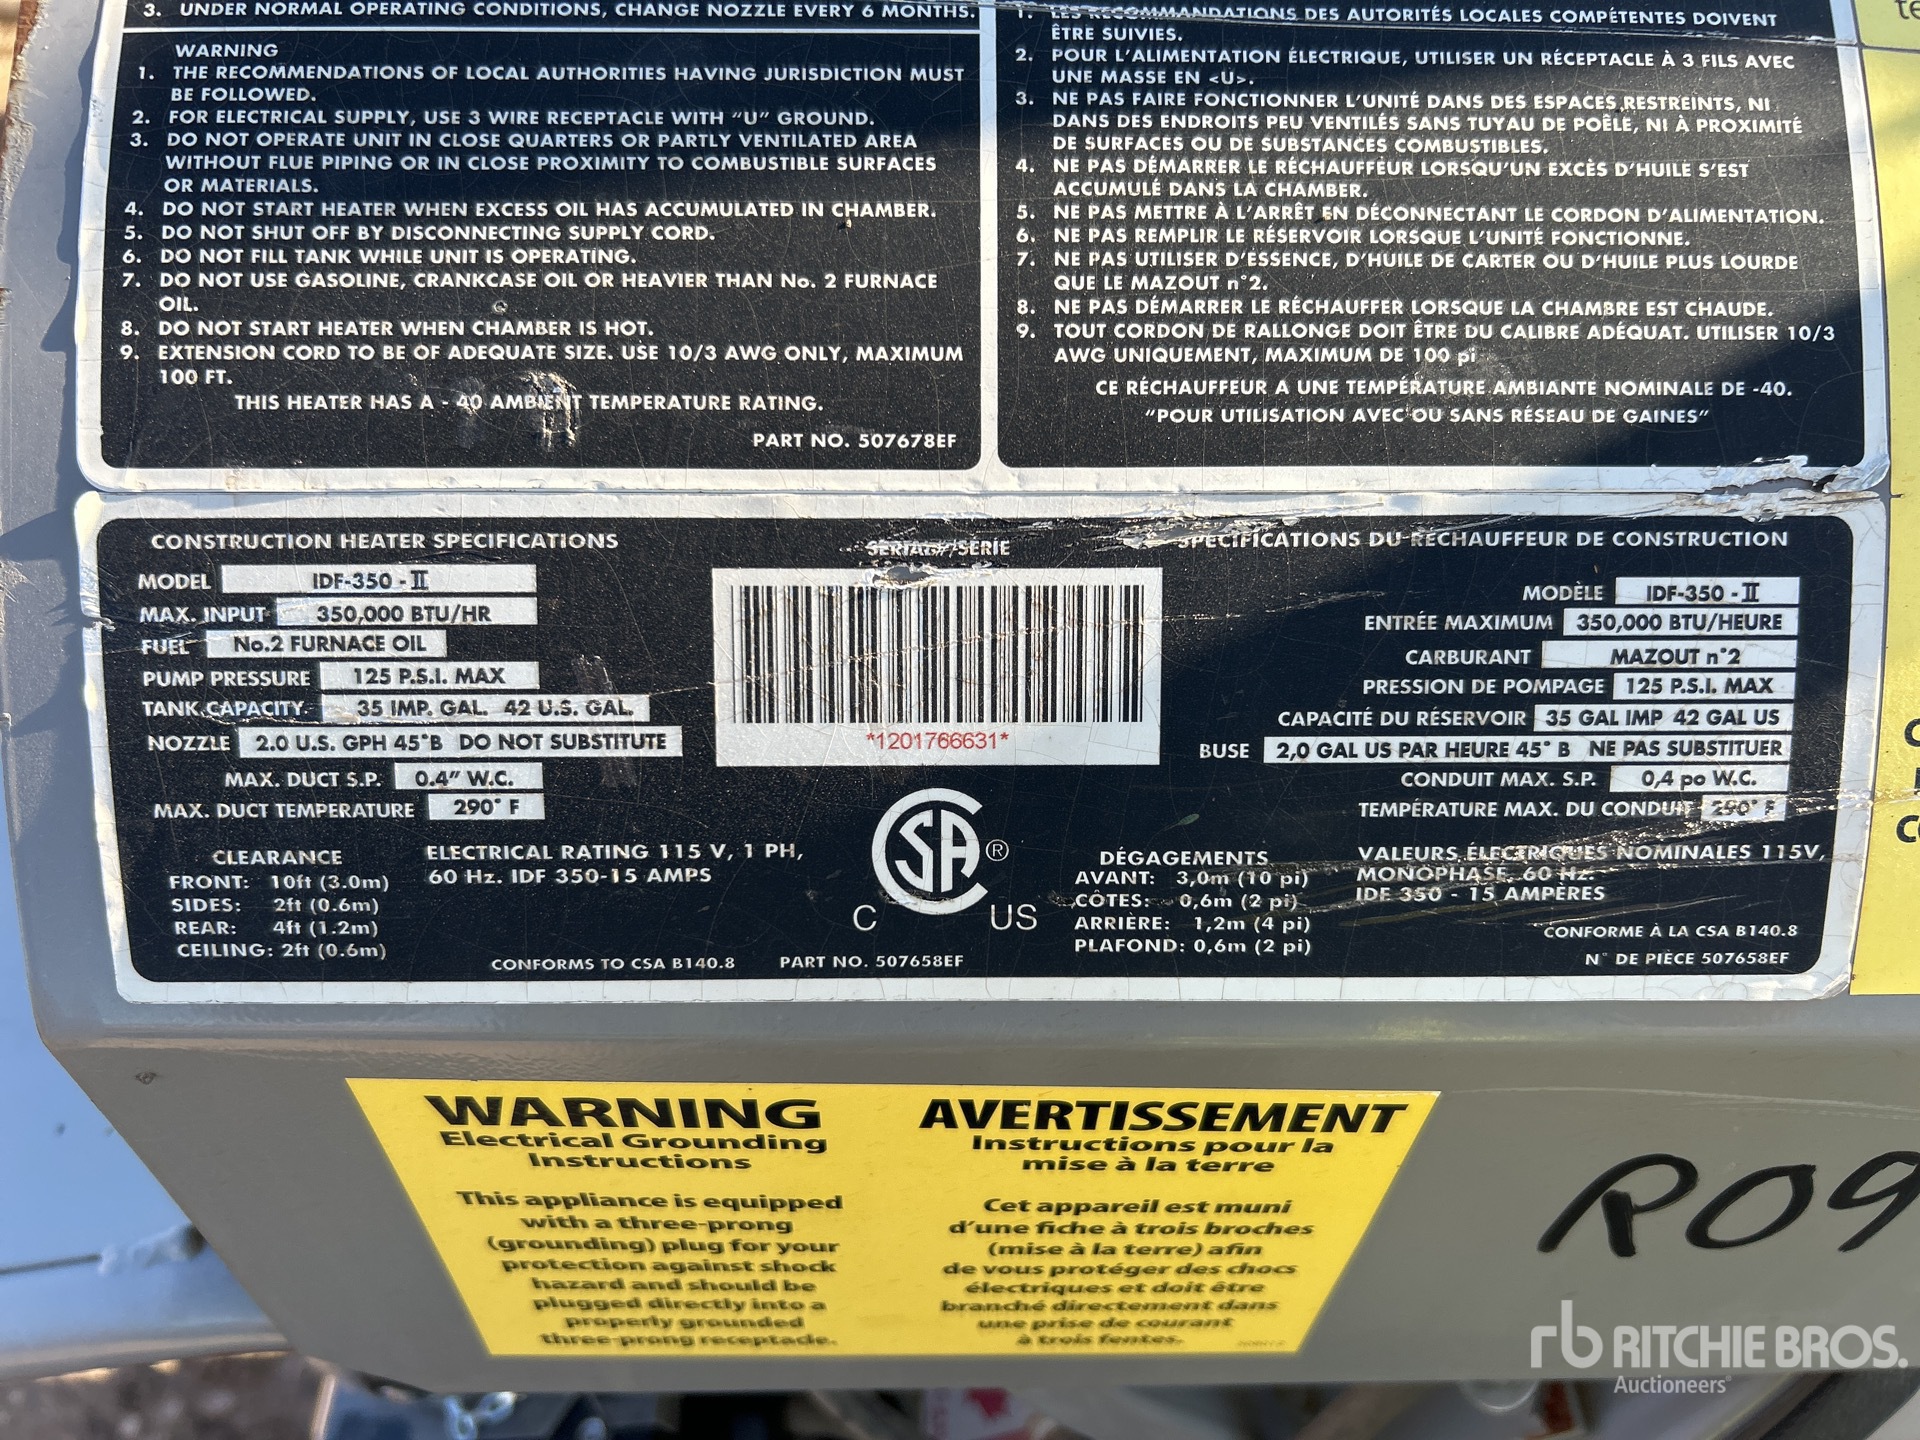 3. UNDER NORMAL OPERATING CONDITIONS, CHANGE NOZZLE EVERY 6 MONTHS.
WARNING
1. THE RECOMMENDATIONS OF LOCAL AUTHORITIES HAVING JURISDICTION MUST
BE FOLLOWED.
2. FOR ELECTRICAL SUPPLY, USE 3 WIRE RECEPTACLE WITH "U" GROUND.
3. DO NOT OPERATE UNIT IN CLOSE QUARTERS OR PARTLY VENTILATED AREA
WITHOUT FLUE PIPING OR IN CLOSE PROXIMITY TO COMBUSTIBLE SURFACES
OR MATERIALS.
4. DO NOT START HEATER WHEN EXCESS OIL HAS ACCUMULATED IN CHAMBER.
5. DO NOT SHUT OFF BY DISCONNECTING SUPPLY CORD.
6. DO NOT FILL TANK WHILE UNIT IS OPERATING.
7. DO NOT USE GASOLINE, CRANKCASE OIL OR HEAVIER THAN No. 2 FURNACE
OIL.
8. DO NOT START HEATER WHEN CHAMBER IS HOT.
9. EXTENSION CORD TO BE OF ADEQUATE SIZE. USE 10/3 AWG ONLY, MAXIMUM
100 FT.
THIS HEATER HAS A - 40 AMBIENT TEMPERATURE RATING.
PART NO. 507678EF
1. LES RECOMMANDATIONS DES AUTORITÉS LOCALES COMPÉTENTES DOIVENT
ÊTRE SUIVIES.
2. POUR L'ALIMENTATION ÉLECTRIQUE, UTILISER UN RÉCEPTACLE À 3 FILS AVEC
UNE MASSE EN <U>.
3. NE PAS FAIRE FONCTIONNER L'UNITÉ DANS DES ESPACES RESTREINTS, NI
DANS DES ENDROITS PEU VENTILÉS SANS TUYAU DE POÊLE, NI À PROXIMITÉ
DE SURFACES OU DE SUBSTANCES COMBUSTIBLES.
4. NE PAS DÉMARRER LE RÉCHAUFFEUR LORSQU'UN EXCÈS D'HUILE S'EST
ACCUMULÉ DANS LA CHAMBER.
5. NE PAS METTRE À L'ARRÊT EN DÉCONNECTANT LE CORDON D'ALIMENTATION.
6. NE PAS REMPLIR LE RÉSERVOIR LORSQUE L'UNITÉ FONCTIONNE.
7. NE PAS UTILISER D'ESSENCE, D'HUILE DE CARTER OU D'HUILE PLUS LOURDE
QUE LE MAZOUT n°2.
8. NE PAS DÉMARRER LE RÉCHAUFFER LORSQUE LA CHAMBRE EST CHAUDE.
9. TOUT CORDON DE RALLONGE DOIT ÊTRE DU CALIBRE ADÉQUAT. UTILISER 10/3
AWG UNIQUEMENT, MAXIMUM DE 100 pi
CE RÉCHAUFFEUR A UNE TEMPÉRATURE AMBIANTE NOMINALE DE -40.
"POUR UTILISATION AVEC OU SANS RÉSEAU DE GAINES"
CONSTRUCTION HEATER SPECIFICATIONS
MODEL IDF-350 - II
MAX. INPUT 350,000 BTU/HR
FUEL No.2 FURNACE OIL
PUMP PRESSURE 125 P.S.I. MAX
TANK CAPACITY 35 IMP. GAL. 42 U.S. GAL.
NOZZLE 2.0 U.S. GPH 45°B DO NOT SUBSTITUTE
MAX. DUCT S.P. 0.4" W.C.
MAX. DUCT TEMPERATURE 290° F
CLEARANCE
FRONT: 10ft (3.0m)
SIDES: 2ft (0.6m)
REAR: 4ft (1.2m)
CEILING: 2ft (0.6m)
ELECTRICAL RATING 115 V, 1 PH,
60 Hz. IDF 350-15 AMPS
CONFORMS TO CSA B140.8
PART NO. 507658EF
SERIAL#/SÉRIE
*1201766631*
CSA ®
C US
SPÉCIFICATIONS DU RÉCHAUFFEUR DE CONSTRUCTION
MODÈLE IDF-350 - II
ENTRÉE MAXIMUM 350,000 BTU/HEURE
CARBURANT MAZOUT n°2
PRESSION DE POMPAGE 125 P.S.I. MAX
CAPACITÉ DU RÉSERVOIR 35 GAL IMP 42 GAL US
BUSE 2,0 GAL US PAR HEURE 45° B NE PAS SUBSTITUER
CONDUIT MAX. S.P. 0,4 po W.C.
TEMPÉRATURE MAX. DU CONDUIT 290° F
DÉGAGEMENTS
AVANT: 3,0m (10 pi)
CÔTES: 0,6m (2 pi)
ARRIÈRE: 1,2m (4 pi)
PLAFOND: 0,6m (2 pi)
VALEURS ÉLECTRIQUES NOMINALES 115V,
MONOPHASE, 60 Hz.
IDF 350 - 15 AMPÈRES
CONFORME À LA CSA B140.8
N° DE PIÈCE 507658EF
WARNING
Electrical Grounding
Instructions
This appliance is equipped
with a three-prong
(grounding) plug for your
protection against shock
hazard and should be
plugged directly into a
properly grounded
three-prong receptacle.
AVERTISSEMENT
Instructions pour la
mise à la terre
Cet appareil est muni
d'une fiche à trois broches
(mise à la terre) afin
de vous protéger des chocs
électriques et doit être
branché directement dans
une prise de courant
à trois fentes.
R09
rb RITCHIE BROS.
Auctioneers